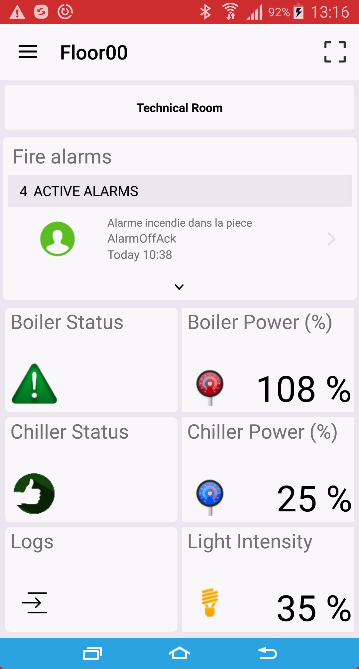 92% 13:16
Floor00
Technical Room
Fire alarms
4 ACTIVE ALARMS
Alarme incendie dans la piece
AlarmOffAck
Today 10:38
Boiler Status
Boiler Power (%)
108 %
Chiller Status
Chiller Power (%)
25 %
Logs
Light Intensity
35 %